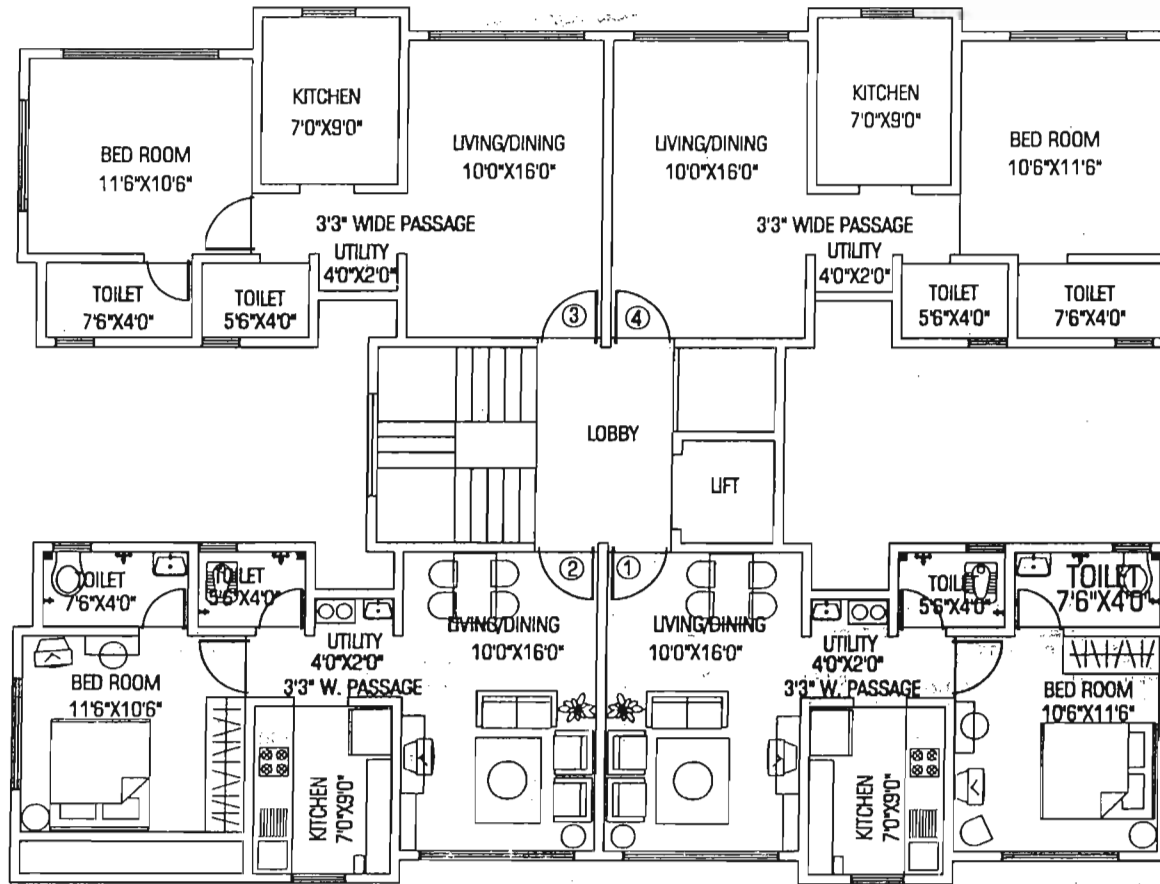 KITCHEN
7'0"X9'0"
LIVING/DINING
10'0"X16'0"
BED ROOM
11'6"X10'6"
3'3" WIDE PASSAGE
UTILITY
4'0"X2'0"
TOILET
7'6"X4'0"
TOILET
5'6"X4'0"
3
LIVING/DINING
10'0"X16'0"
KITCHEN
7'0"X9'0"
BED ROOM
10'6"X11'6"
3'3" WIDE PASSAGE
UTILITY
4'0"X2'0"
TOILET
5'6"X4'0"
TOILET
7'6"X4'0"
4
LOBBY
LIFT
2
1
TOILET
7'6"X4'0"
TOILET
5'6"X4'0"
UTILITY
4'0"X2'0"
3'3" W. PASSAGE
LIVING/DINING
10'0"X16'0"
BED ROOM
11'6"X10'6"
KITCHEN
7'0"X9'0"
LIVING/DINING
10'0"X16'0"
UTILITY
4'0"X2'0"
3'3" W. PASSAGE
TOILET
5'6"X4'0"
TOILET
7'6"X4'0"
BED ROOM
10'6"X11'6"
KITCHEN
7'0"X9'0"